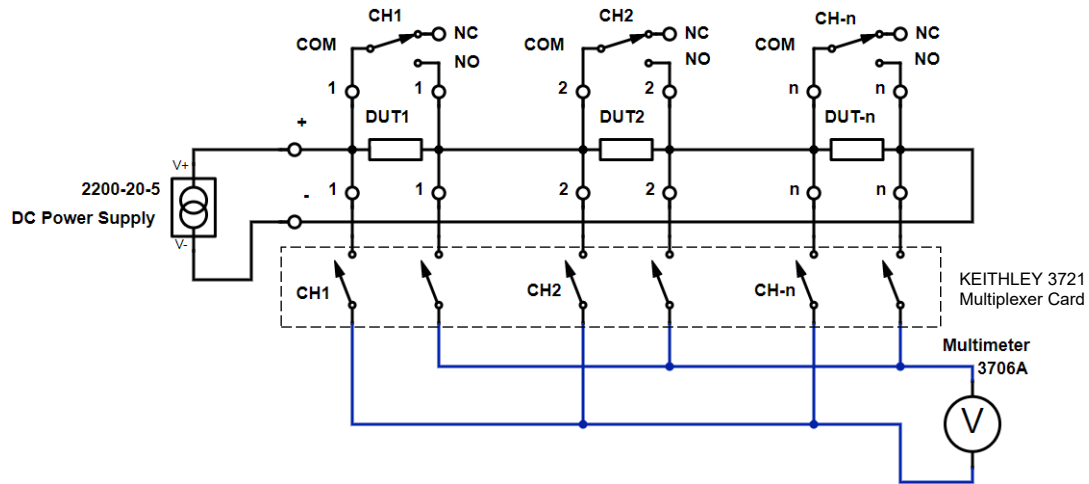 CH1
CH2
CH-n
COM
NC
COM
NC
COM
NC
NO
NO
NO
1
1
2
2
n
n
+
DUT1
DUT2
DUT-n
V+
2200-20-5
DC Power Supply
-
1
1
2
2
n
n
V-
CH1
CH2
CH-n
KEITHLEY 3721
Multiplexer Card
Multimeter
3706A
V